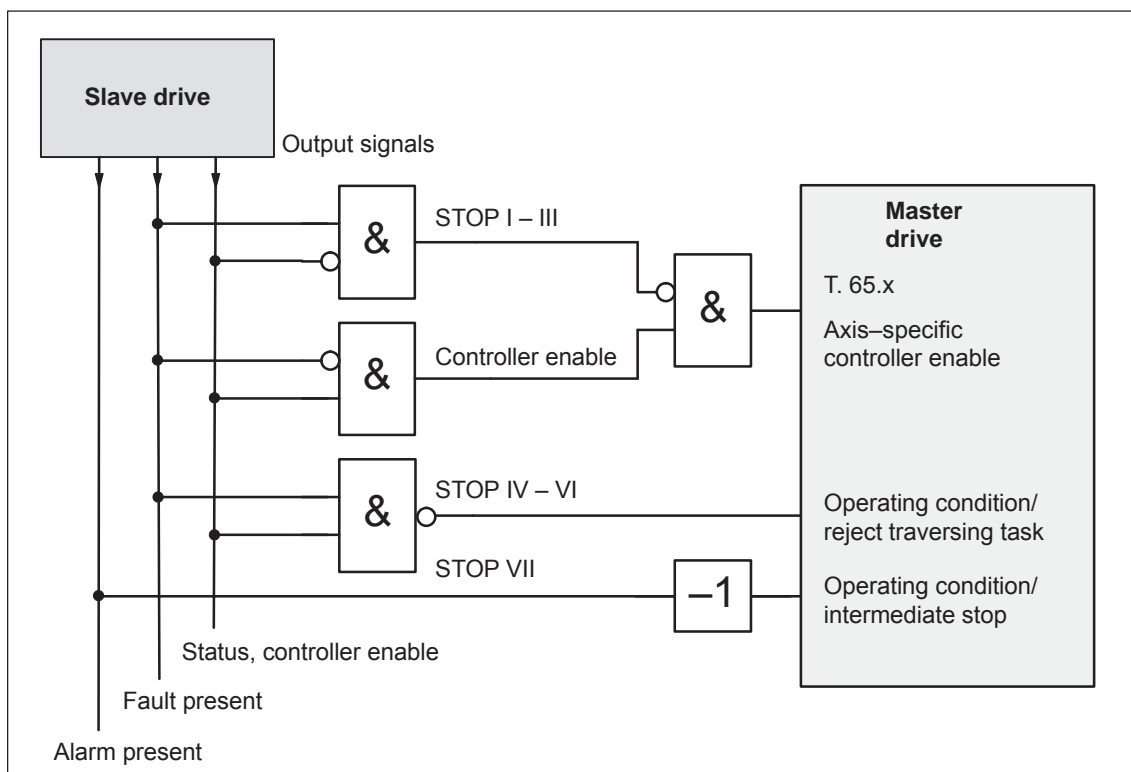 Slave drive
Output signals
&
STOP I – III
&
Controller enable
&
STOP IV – VI
&
STOP VII
–1
Master
drive
T. 65.x
Axis–specific
controller enable
Operating condition/
reject traversing task
Operating condition/
intermediate stop
Status, controller enable
Fault present
Alarm present